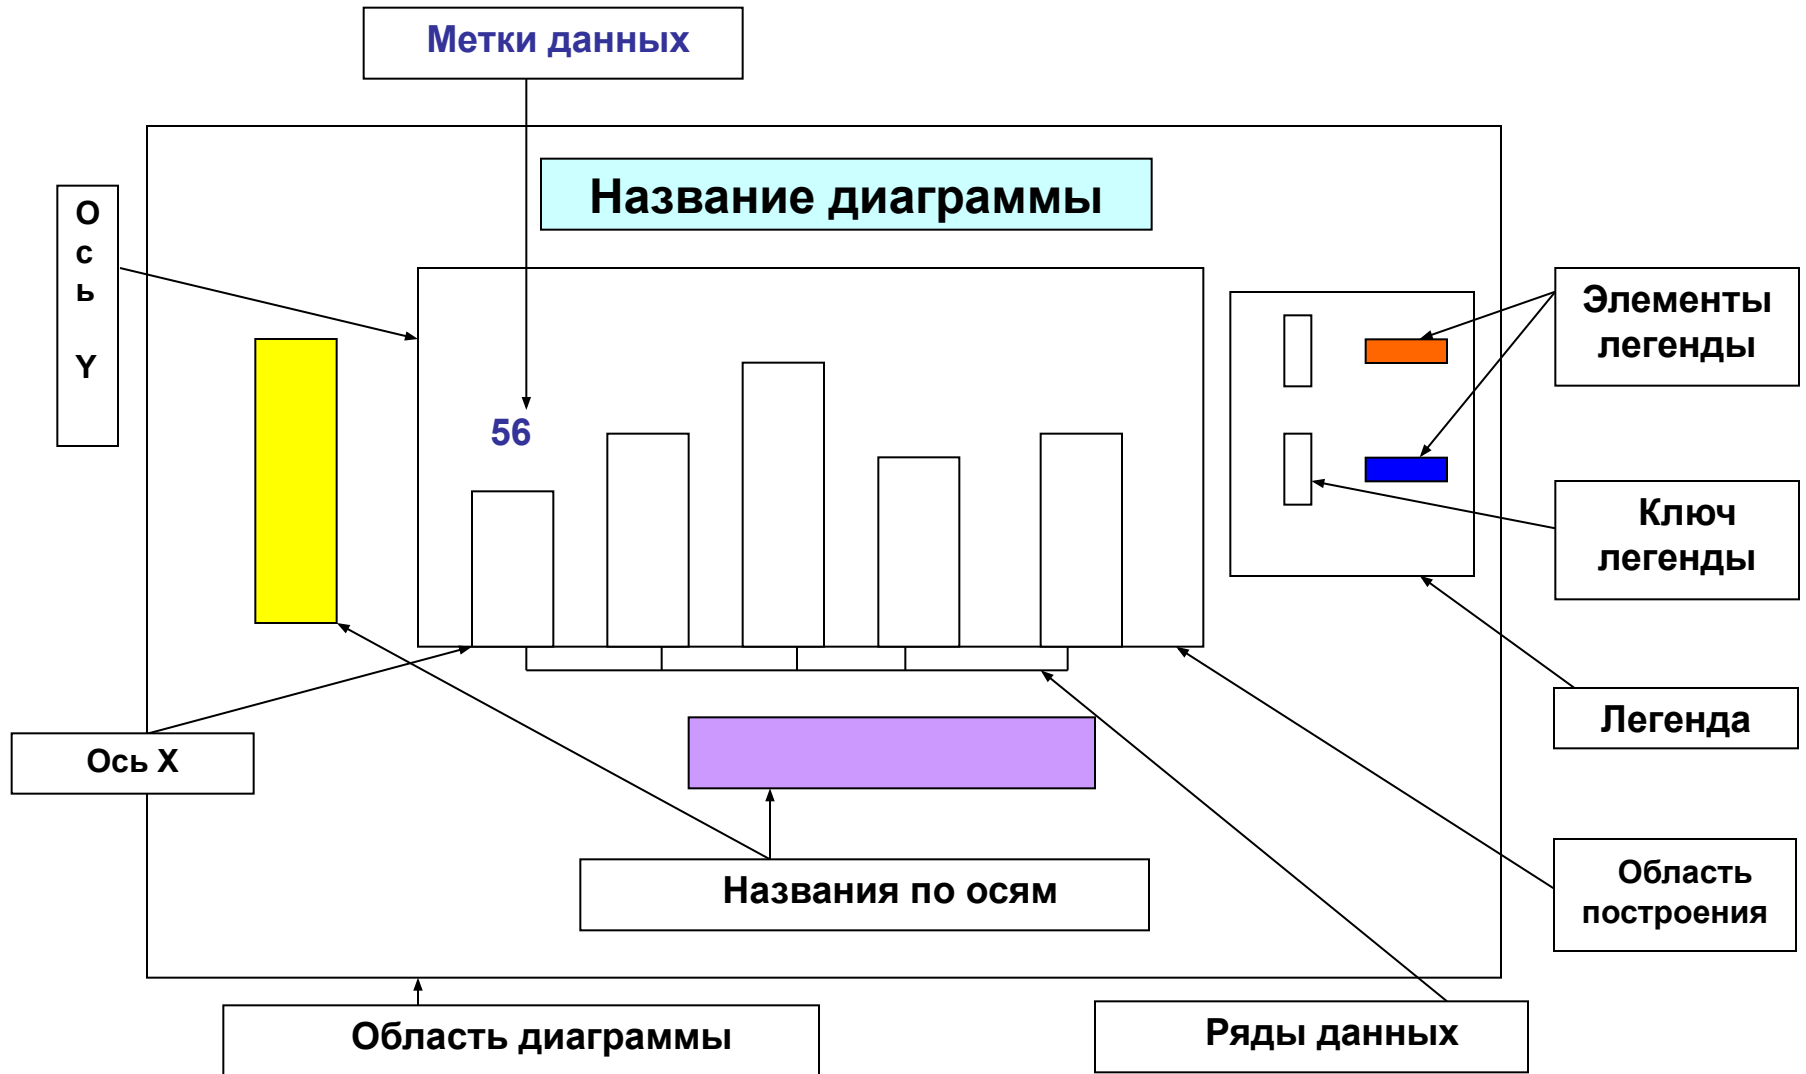 Метки данных
Название диаграммы
О
с
ь
Y
56
Элементы
легенды
Ключ
легенды
Легенда
Ось X
Названия по осям
Область
построения
Область диаграммы
Ряды данных